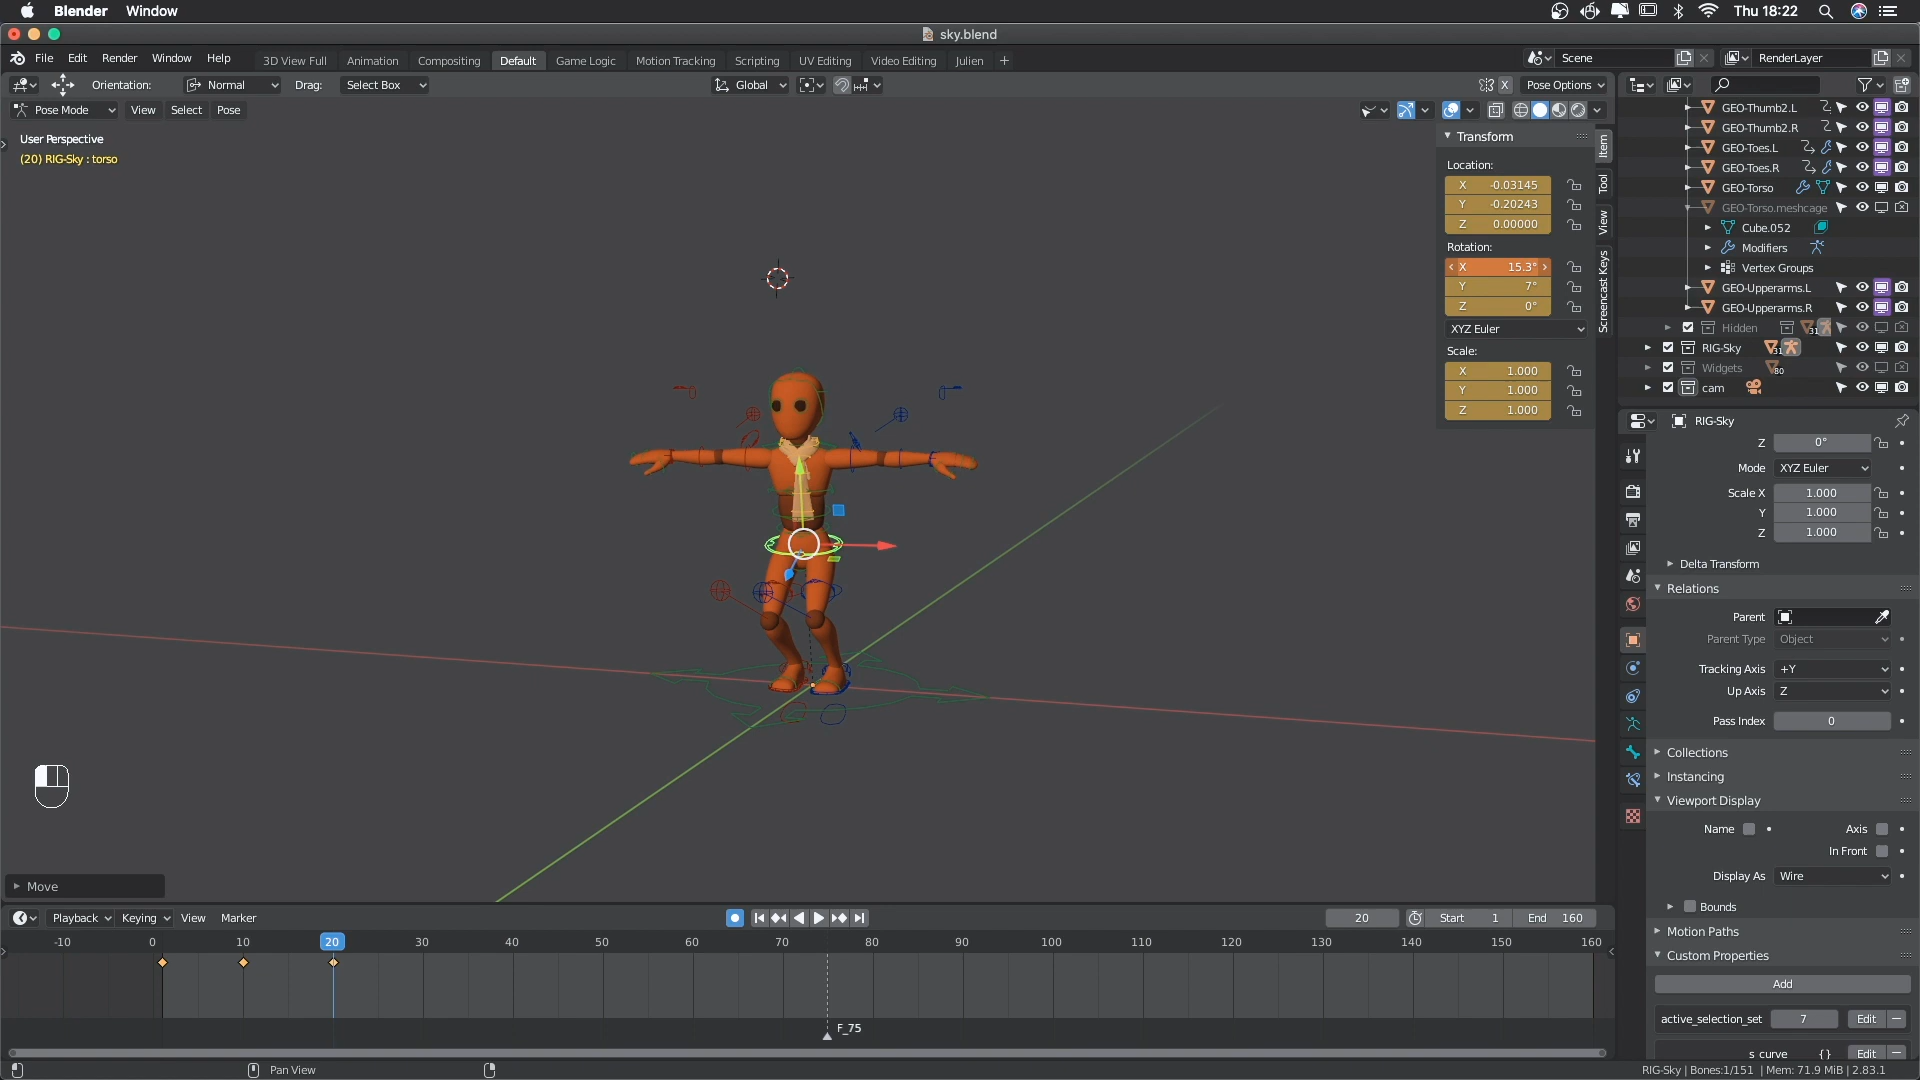 Blender Window
Thu 18:22
sky.blend
File Edit Render Window Help
3D View Full Animation Compositing Default Game Logic Motion Tracking Scripting UV Editing Video Editing Julien +
Scene
RenderLayer
Orientation: Normal Drag: Select Box
Global
X Pose Options
Pose Mode View Select Pose
User Perspective
(20) RIG-Sky : torso
Transform
Location:
X -0.03145
Y -0.20243
Z 0.00000
Rotation:
X 15.3°
Y 7°
Z 0°
XYZ Euler
Scale:
X 1.000
Y 1.000
Z 1.000
Item
Tool
View
Screencast Keys
GEO-Thumb2.L
GEO-Thumb2.R
GEO-Toes.L
GEO-Toes.R
GEO-Torso
GEO-Torso.meshcage
Cube.052
Modifiers
Vertex Groups
GEO-Upperarms.L
GEO-Upperarms.R
Hidden 31
RIG-Sky 31
Widgets 80
cam
RIG-Sky
Z 0°
Mode XYZ Euler
Scale X 1.000
Y 1.000
Z 1.000
Delta Transform
Relations
Parent
Parent Type Object
Tracking Axis +Y
Up Axis Z
Pass Index 0
Collections
Instancing
Viewport Display
Name Axis
In Front
Display As Wire
Bounds
Motion Paths
Custom Properties
Add
active_selection_set 7 Edit
s_curve {} Edit
Move
Playback Keying View Marker
20 Start 1 End 160
-10 0 10 20 30 40 50 60 70 80 90 100 110 120 130 140 150 160
F_75
Pan View
RIG-Sky | Bones:1/151 | Mem: 71.9 MiB | 2.83.1